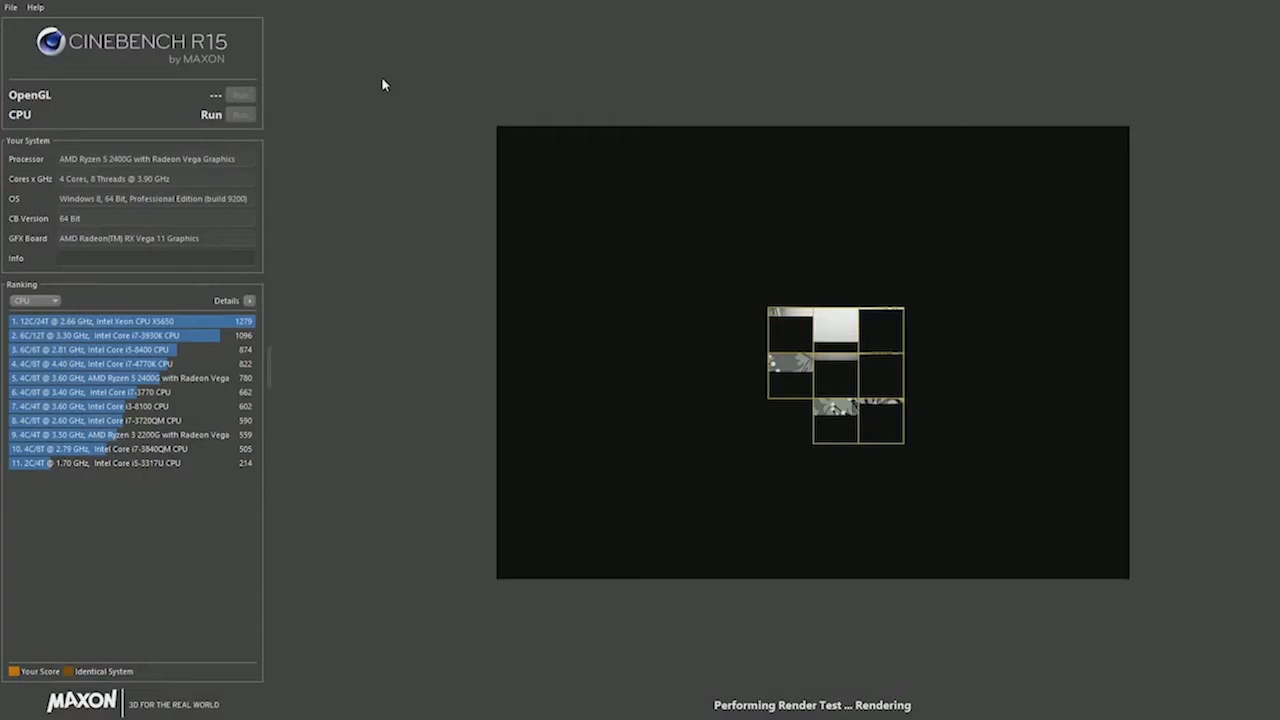 File Help
CINEBENCH R15
by MAXON
OpenGL --- Run
CPU Run Run
Your System
Processor AMD Ryzen 5 2400G with Radeon Vega Graphics
Cores x GHz 4 Cores, 8 Threads @ 3.90 GHz
OS Windows 8, 64 Bit, Professional Edition (build 9200)
CB Version 64 Bit
GFX Board AMD Radeon(TM) RX Vega 11 Graphics
Info
Ranking
CPU Details
1. 12C/24T @ 2.66 GHz, Intel Xeon CPU X5650 1279
2. 6C/12T @ 3.30 GHz, Intel Core i7-3930K CPU 1096
3. 6C/6T @ 2.81 GHz, Intel Core i5-8400 CPU 874
4. 4C/8T @ 4.40 GHz, Intel Core i7-4770K CPU 822
5. 4C/8T @ 3.60 GHz, AMD Ryzen 5 2400G with Radeon Vega 780
6. 4C/8T @ 3.40 GHz, Intel Core i7-3770 CPU 662
7. 4C/4T @ 3.60 GHz, Intel Core i3-8100 CPU 602
8. 4C/8T @ 2.60 GHz, Intel Core i7-3720QM CPU 590
9. 4C/4T @ 3.50 GHz, AMD Ryzen 3 2200G with Radeon Vega 559
10. 4C/8T @ 2.79 GHz, Intel Core i7-3840QM CPU 505
11. 2C/4T @ 1.70 GHz, Intel Core i5-3317U CPU 214
Your Score Identical System
MAXON 3D FOR THE REAL WORLD
Performing Render Test ... Rendering